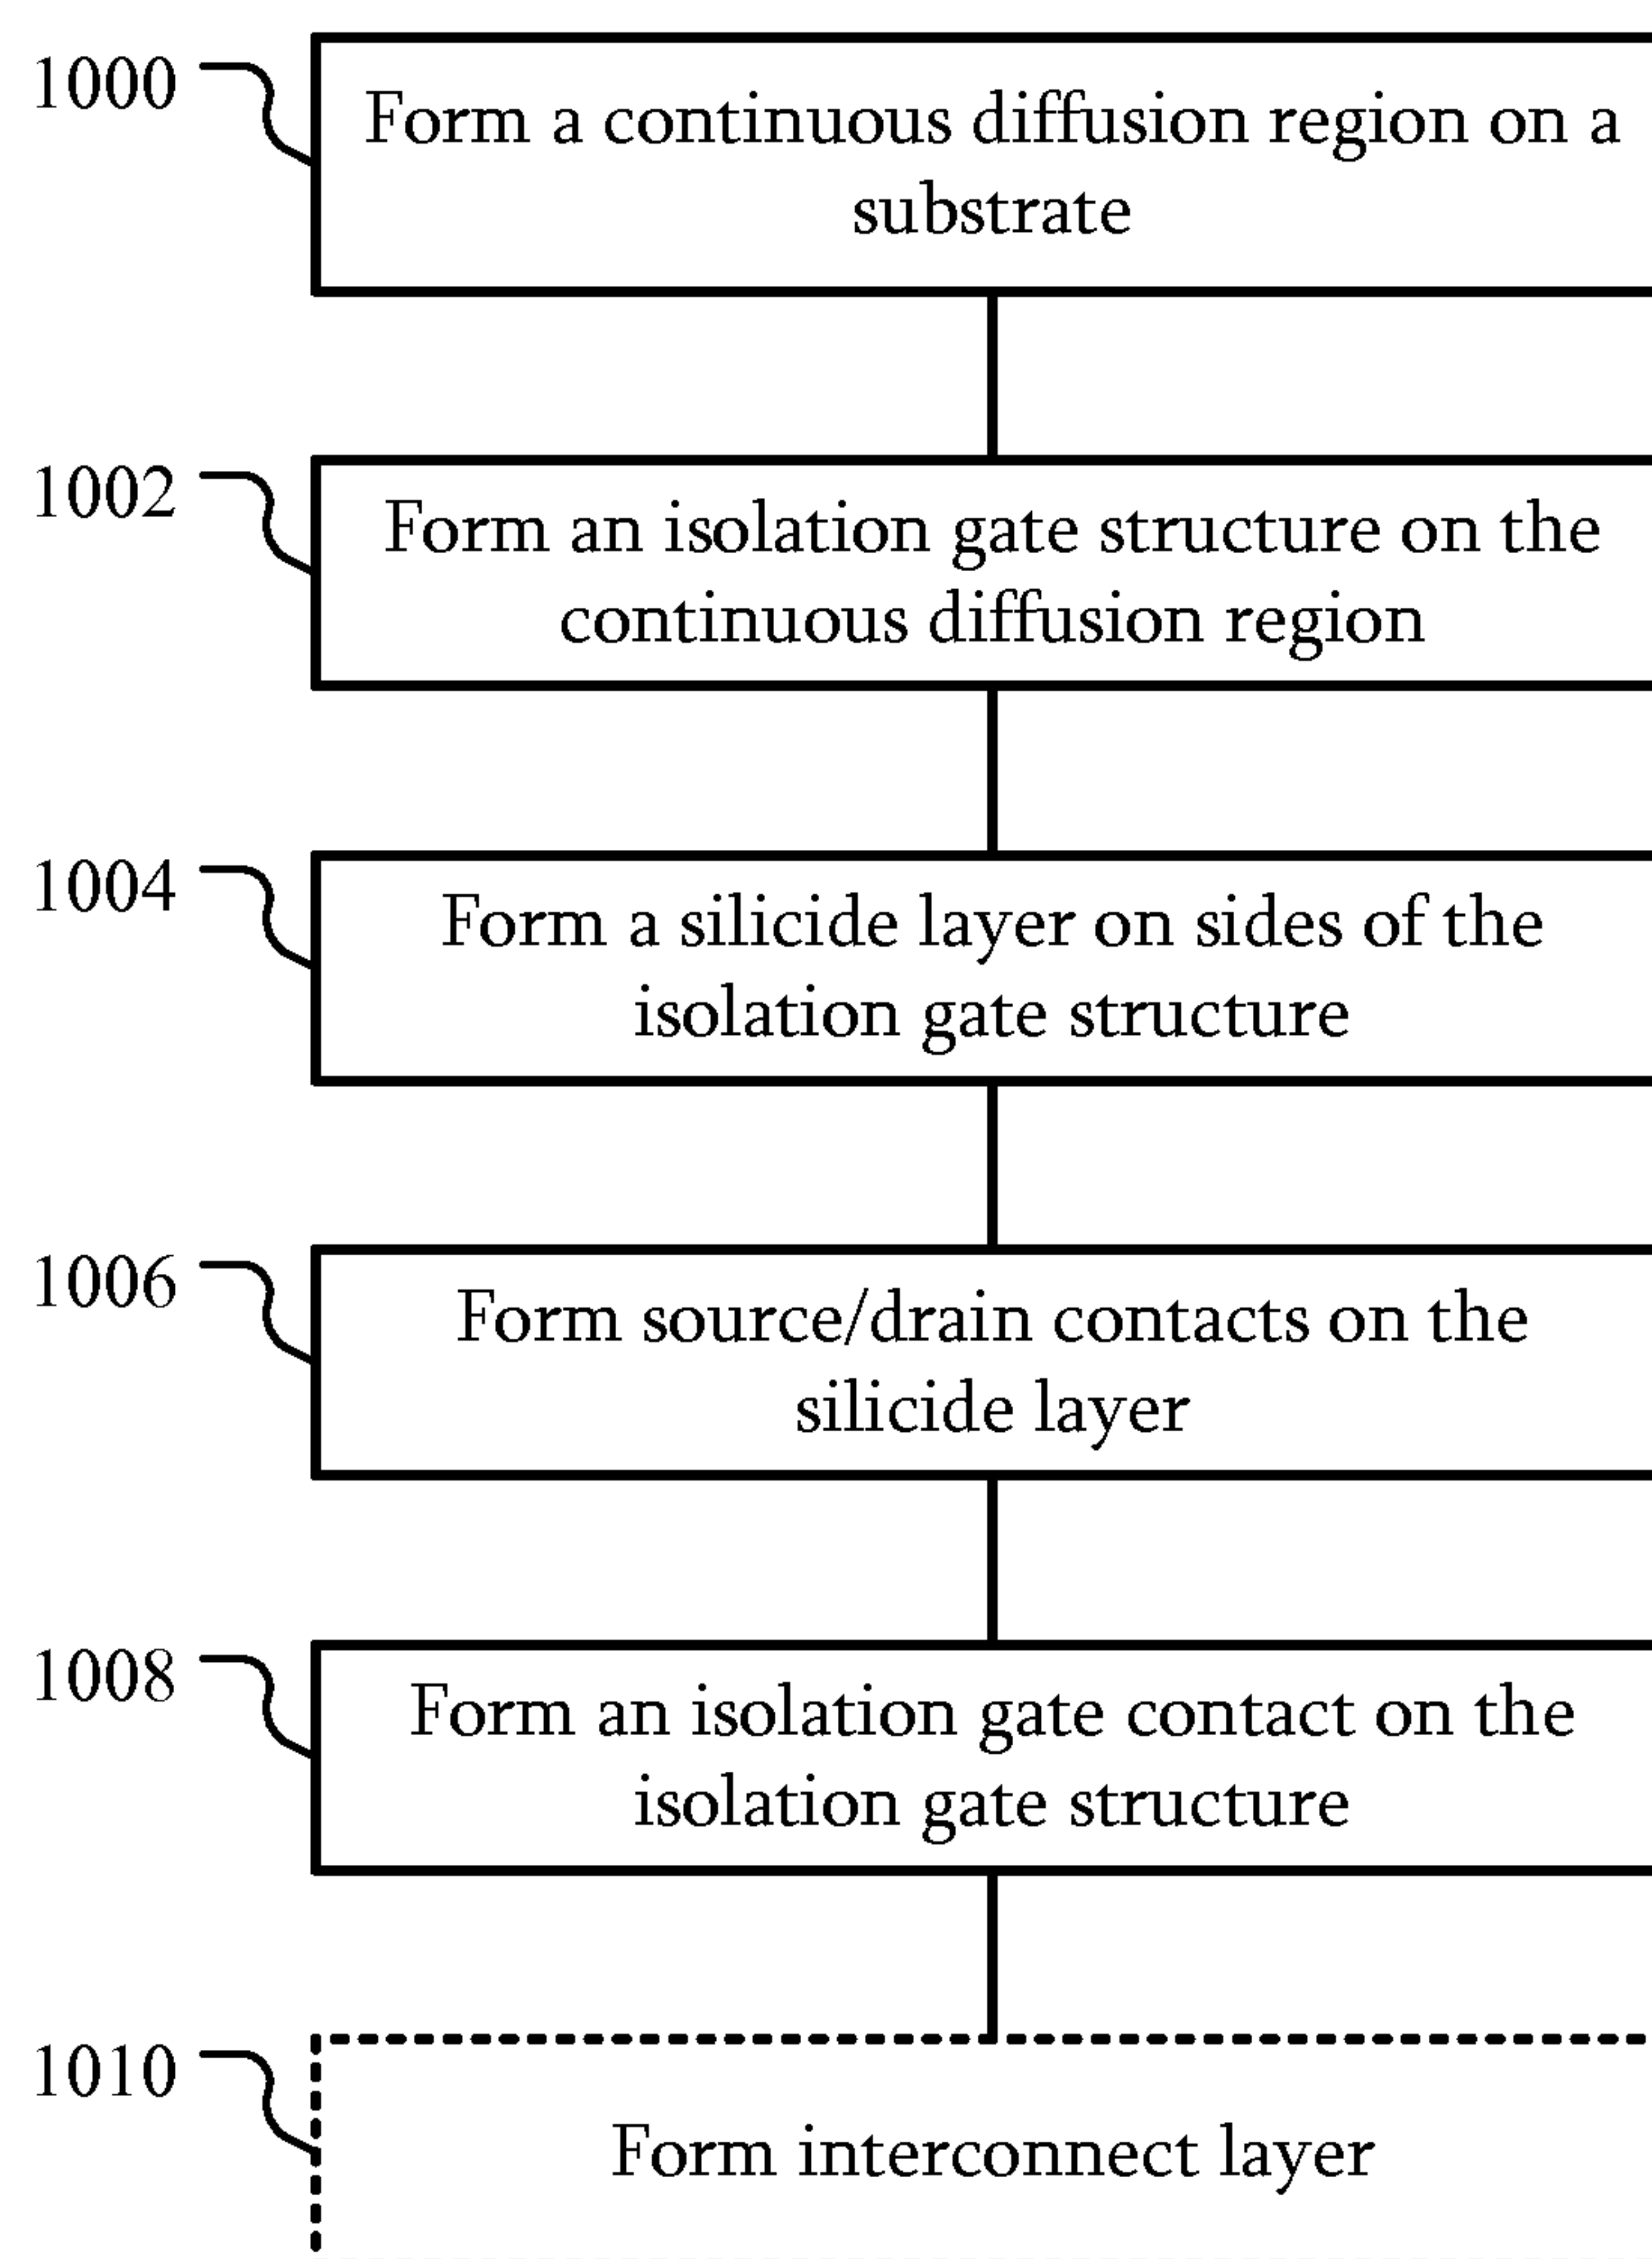 1000
Form a continuous diffusion region on a
substrate
1002
Form an isolation gate structure on the
continuous diffusion region
1004
Form a silicide layer on sides of the
isolation gate structure
1006
Form source/drain contacts on the
silicide layer
1008
Form an isolation gate contact on the
isolation gate structure
1010
Form interconnect layer